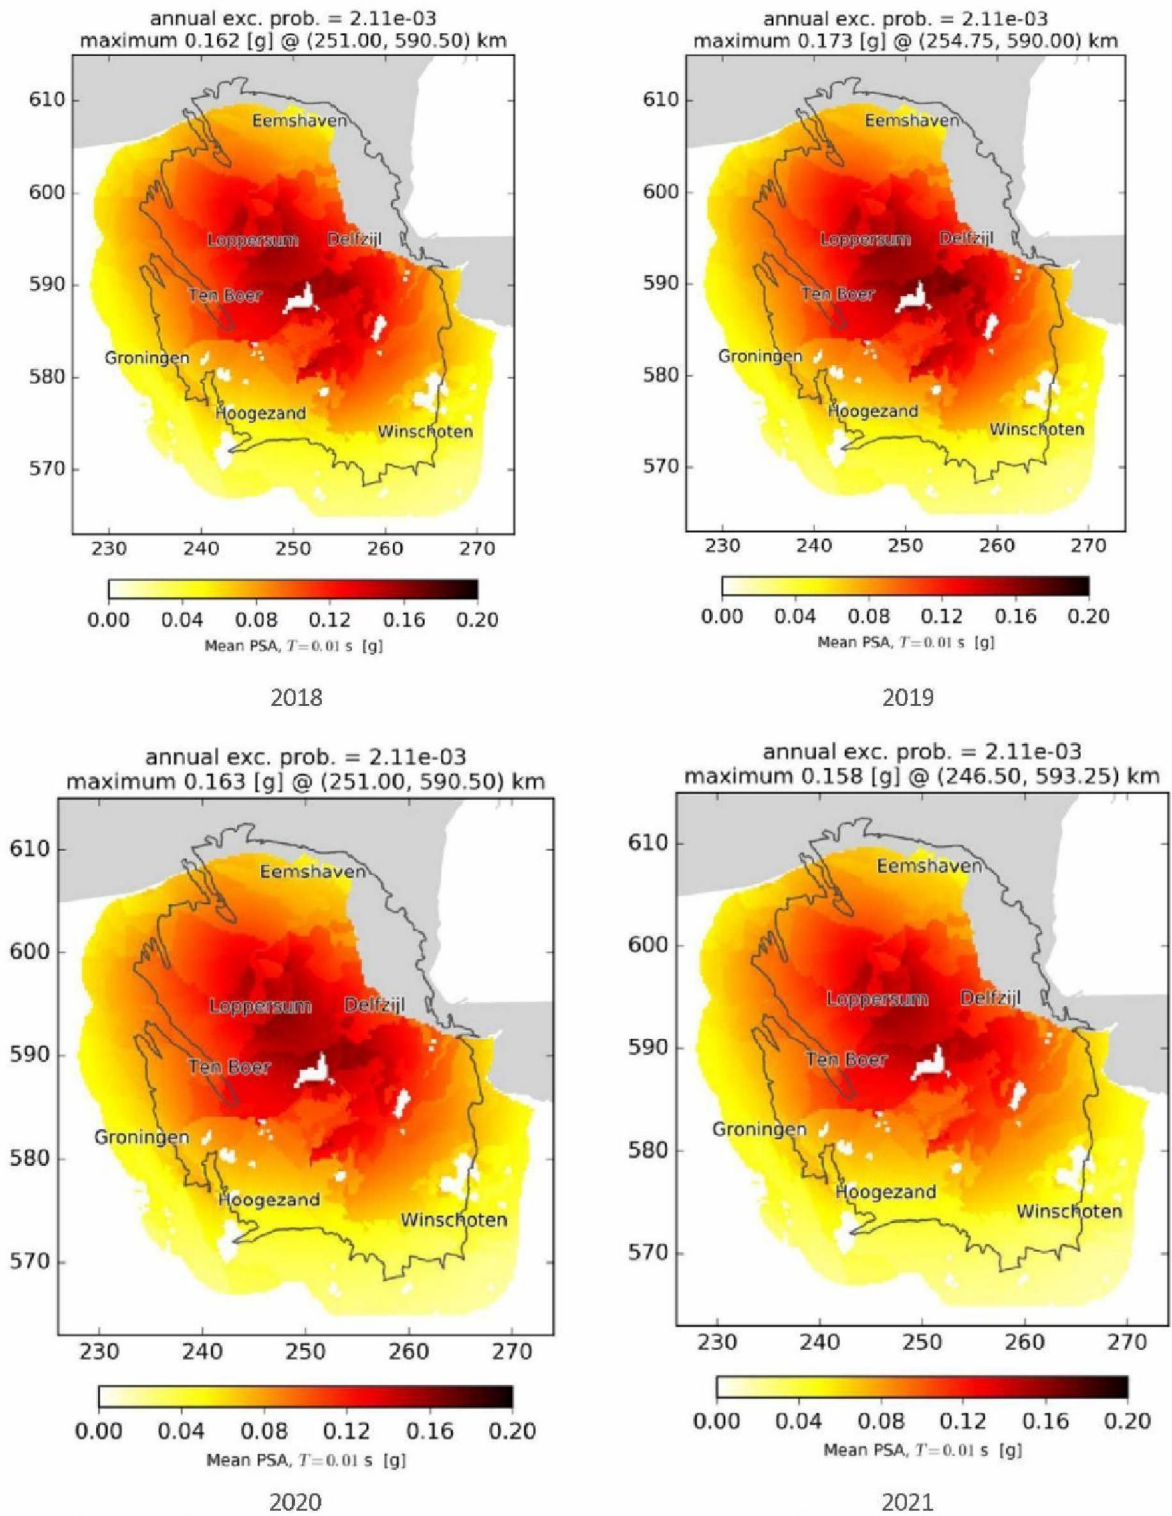 annual exc. prob. = 2.11e-03
maximum 0.162 [g] @ (251.00, 590.50) km
610
600
590
580
570
Eemshaven
Loppersum
Delfzijl
Ten Boer
Groningen
Hoogezand
Winschoten
230 240 250 260 270
0.00 0.04 0.08 0.12 0.16 0.20
Mean PSA, T=0.01 s [g]
2018
annual exc. prob. = 2.11e-03
maximum 0.173 [g] @ (254.75, 590.00) km
610
600
590
580
570
Eemshaven
Loppersum
Delfzijl
Ten Boer
Groningen
Hoogezand
Winschoten
230 240 250 260 270
0.00 0.04 0.08 0.12 0.16 0.20
Mean PSA, T=0.01 s [g]
2019
annual exc. prob. = 2.11e-03
maximum 0.163 [g] @ (251.00, 590.50) km
610
600
590
580
570
Eemshaven
Loppersum
Delfzijl
Ten Boer
Groningen
Hoogezand
Winschoten
230 240 250 260 270
0.00 0.04 0.08 0.12 0.16 0.20
Mean PSA, T=0.01 s [g]
2020
annual exc. prob. = 2.11e-03
maximum 0.158 [g] @ (246.50, 593.25) km
610
600
590
580
570
Eemshaven
Loppersum
Delfzijl
Ten Boer
Groningen
Hoogezand
Winschoten
230 240 250 260 270
0.00 0.04 0.08 0.12 0.16 0.20
Mean PSA, T=0.01 s [g]
2021